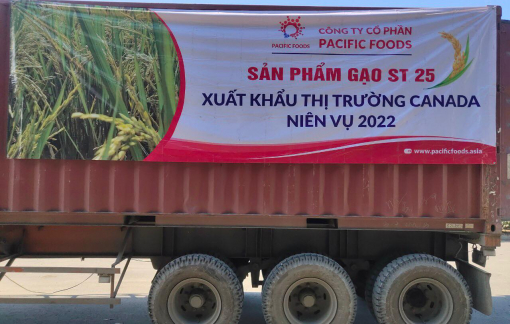 PACIFIC FOODS
CÔNG TY CỔ PHẦN
PACIFIC FOODS
SẢN PHẨM GẠO ST 25
XUẤT KHẨU THỊ TRƯỜNG CANADA
NIÊN VỤ 2022
www.pacificfoods.asia